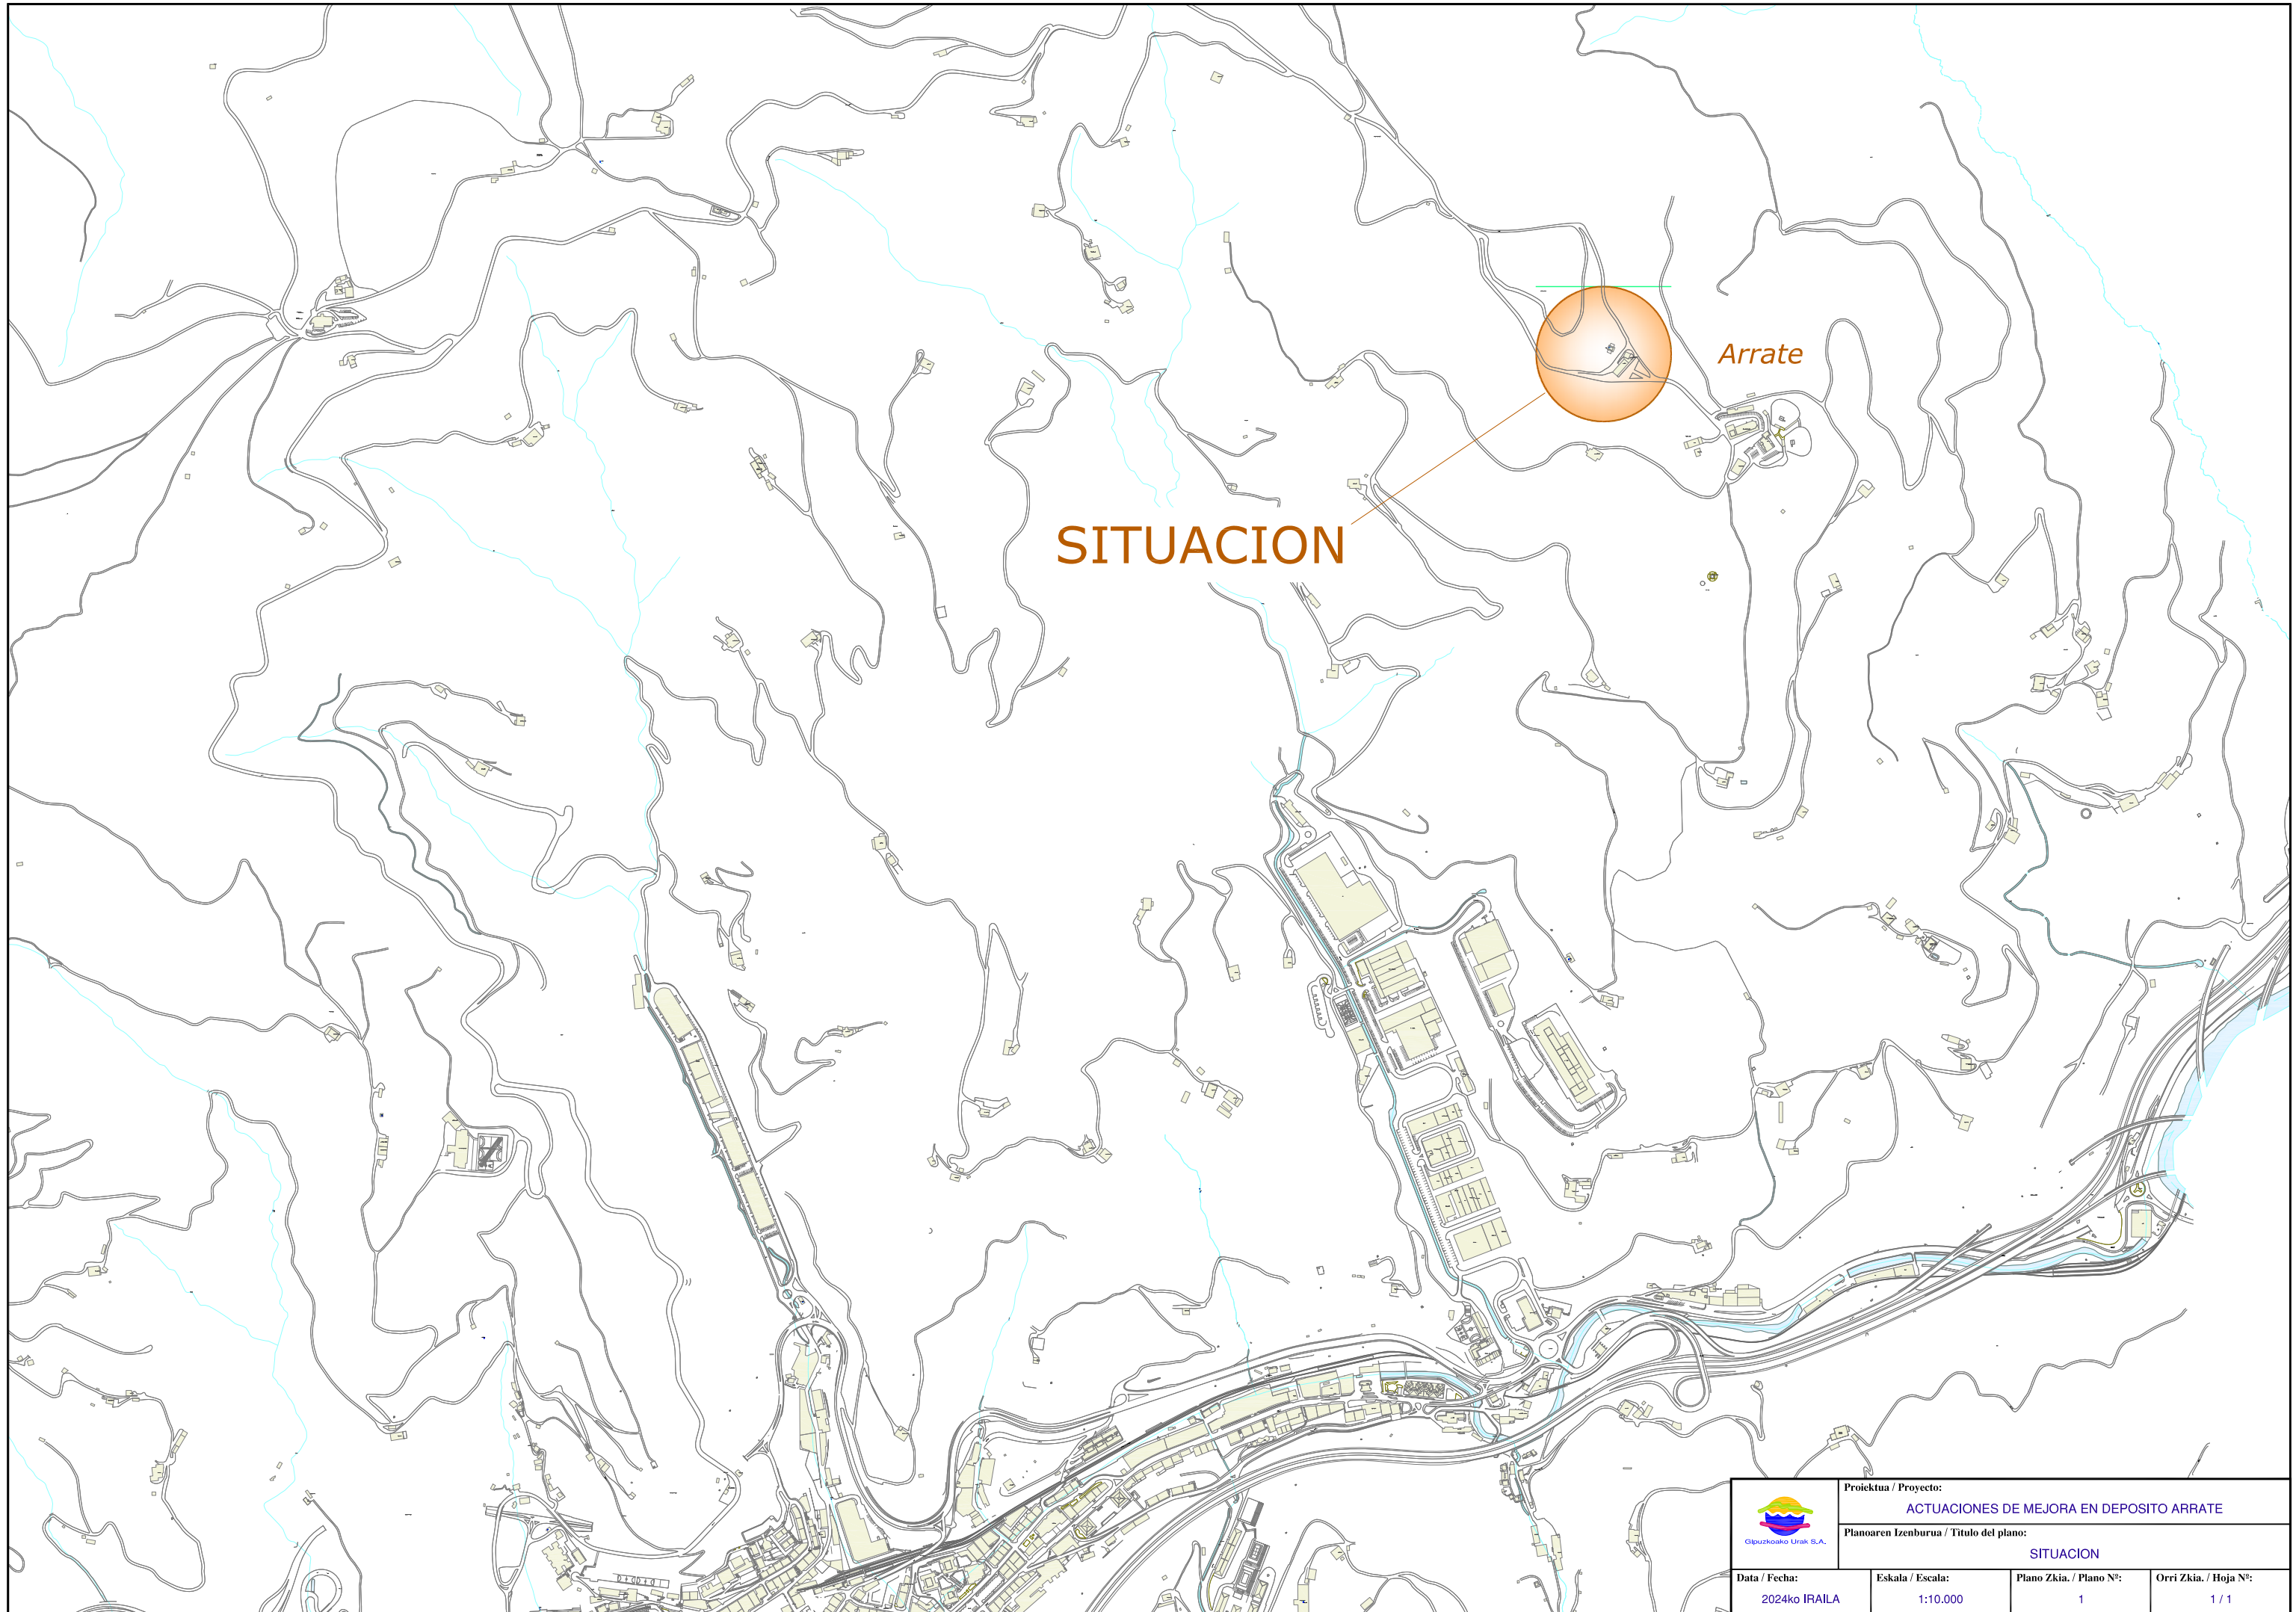 Arrate
SITUACION
Proiektua / Proyecto:
ACTUACIONES DE MEJORA EN DEPOSITO ARRATE
Planoaren Izenburua / Titulo del plano:
SITUACION
Gipuzkoako Urak S.A.
Data / Fecha:
2024ko IRAILA
Eskala / Escala:
1:10.000
Plano Zkia. / Plano Nº:
1
Orri Zkia. / Hoja Nº:
1 / 1